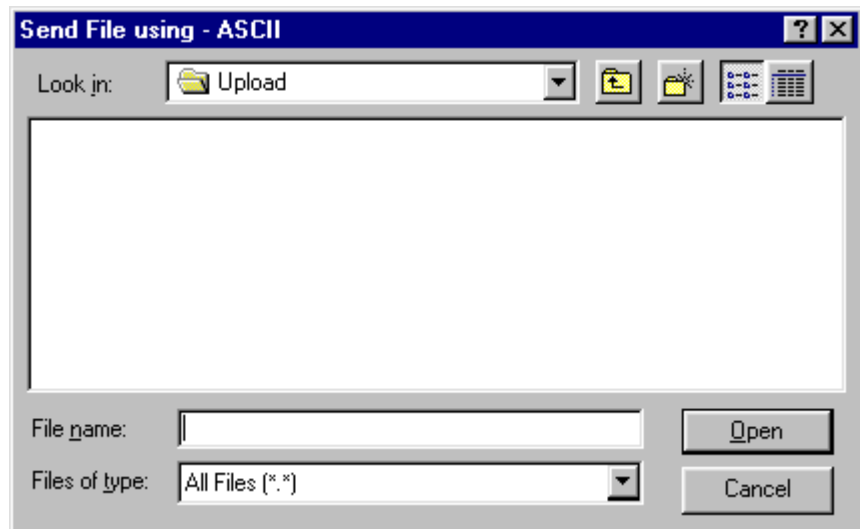 Send File using - ASCII
Look in: Upload
File name:
Open
Files of type: All Files (*.*)
Cancel